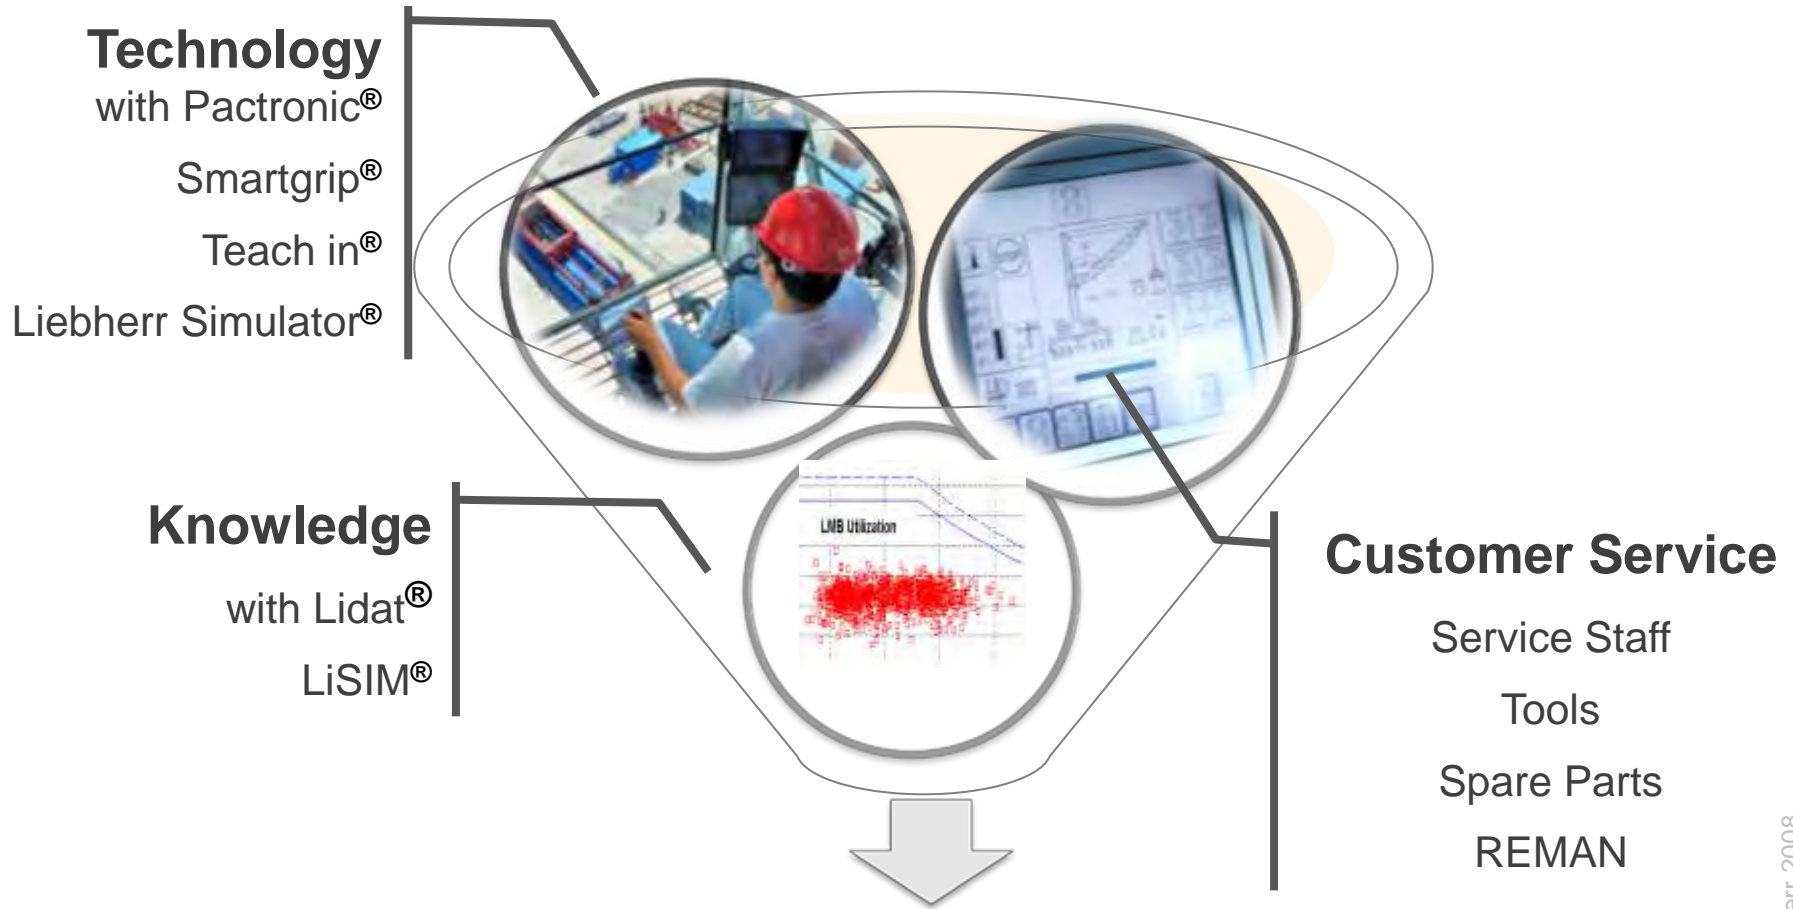 Technology
with Pactronic®
Smartgrip®
Teach in®
Liebherr Simulator®
LMB Utilization
Knowledge
with Lidat®
LiSIM®
Customer Service
Service Staff
Tools
Spare Parts
REMAN
2008